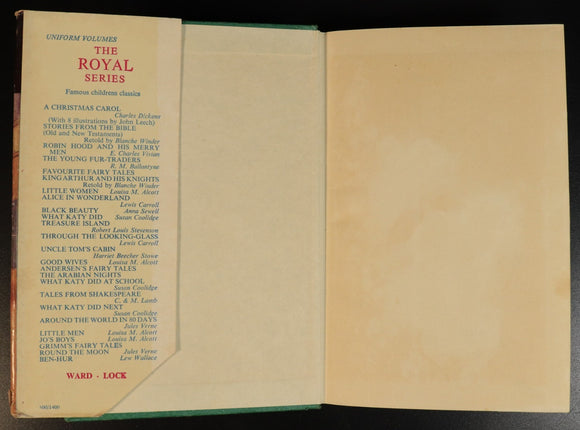 UNIFORM VOLUMES
THE
ROYAL
SERIES
Famous childrens classics
A CHRISTMAS CAROL
Charles Dickens
(With 8 illustrations by John Leech)
STORIES FROM THE BIBLE
(Old and New Testaments)
Retold by Blanche Winder
ROBIN HOOD AND HIS MERRY
MEN E. Charles Vivian
THE YOUNG FUR-TRADERS
R. M. Ballantyne
FAVOURITE FAIRY TALES
KING ARTHUR AND HIS KNIGHTS
Retold by Blanche Winder
LITTLE WOMEN Louisa M. Alcott
ALICE IN WONDERLAND
Lewis Carroll
BLACK BEAUTY Anna Sewell
WHAT KATY DID Susan Coolidge
TREASURE ISLAND
Robert Louis Stevenson
THROUGH THE LOOKING-GLASS
Lewis Carroll
UNCLE TOM'S CABIN
Harriet Beecher Stowe
GOOD WIVES Louisa M. Alcott
ANDERSEN'S FAIRY TALES
THE ARABIAN NIGHTS
WHAT KATY DID AT SCHOOL
Susan Coolidge
TALES FROM SHAKESPEARE
C. & M. Lamb
WHAT KATY DID NEXT
Susan Coolidge
AROUND THE WORLD IN 80 DAYS
Jules Verne
LITTLE MEN Louisa M. Alcott
JO'S BOYS Louisa M. Alcott
GRIMM'S FAIRY TALES
ROUND THE MOON Jules Verne
BEN-HUR Lew Wallace
WARD - LOCK